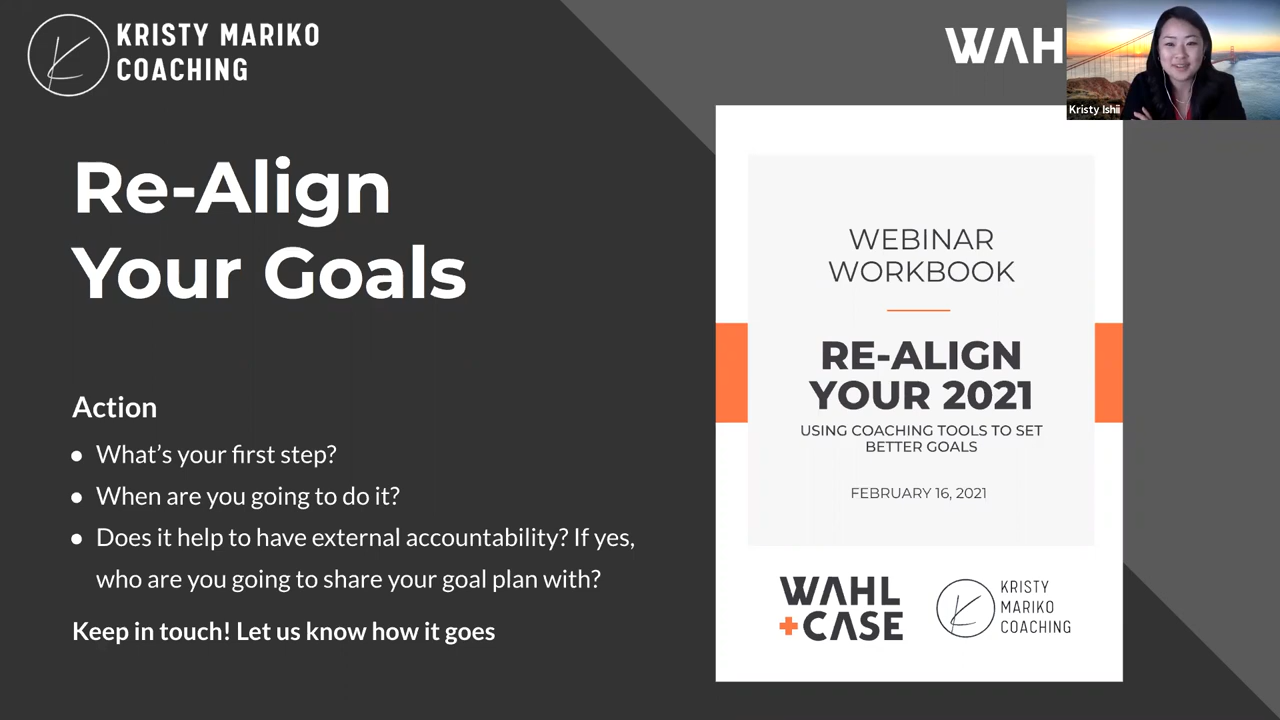 KRISTY MARIKO
COACHING
WAH
Kristy Ishii
Re-Align
Your Goals
Action
• What's your first step?
• When are you going to do it?
• Does it help to have external accountability? If yes,
who are you going to share your goal plan with?
Keep in touch! Let us know how it goes
WEBINAR
WORKBOOK
RE-ALIGN
YOUR 2021
USING COACHING TOOLS TO SET
BETTER GOALS
FEBRUARY 16, 2021
WAHL
+CASE
KRISTY
MARIKO
COACHING